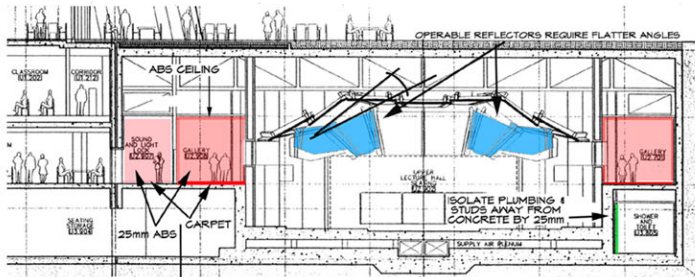 OPERABLE REFLECTORS REQUIRE FLATTER ANGLES
CLASSROOM
CORRIDOR
ABS CEILING
SOUND
AND LIGHT
LOCK
GALLERY
GALLERY
UPPER
LECTURE HALL
ISOLATE PLUMBING &
STUDS AWAY FROM
CONCRETE BY 25mm
CARPET
25mm ABS
SEATING
STORAGE
SHOWER
AND
TOILET
SUPPLY AIR PLENUM